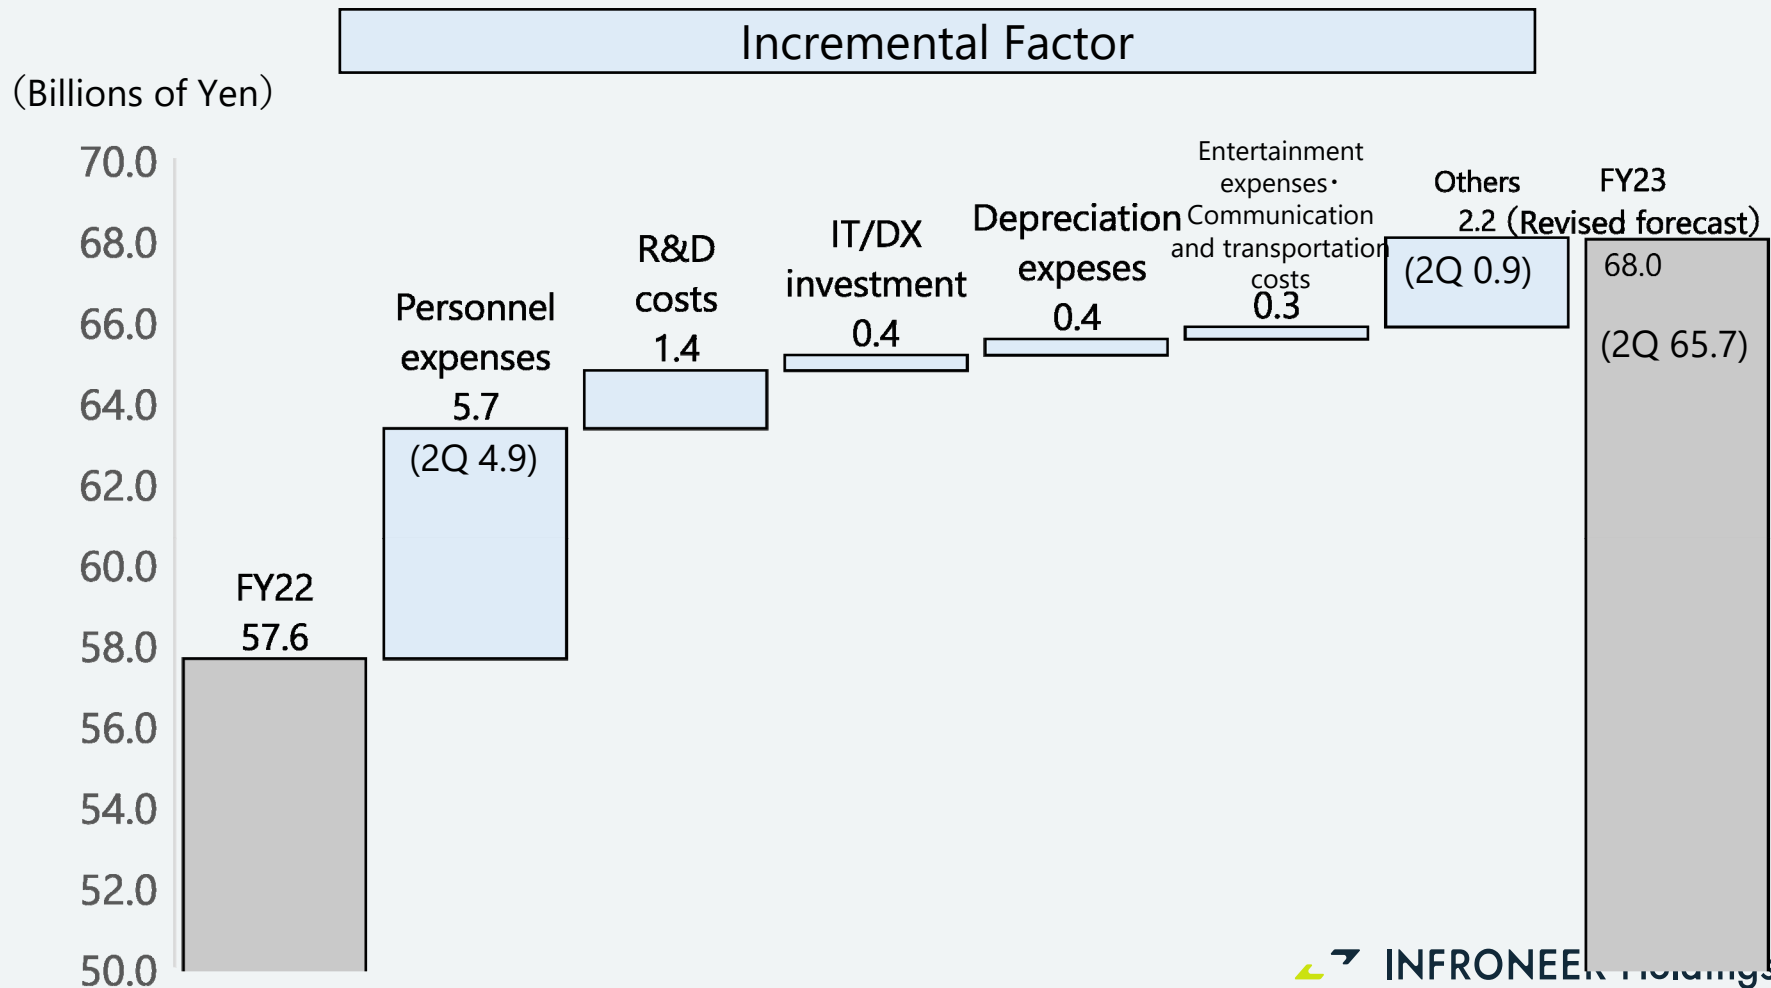 Incremental Factor
（Billions of Yen）
70.0
68.0
66.0
64.0
62.0
60.0
58.0
56.0
54.0
52.0
50.0
FY22
57.6
Personnel
expenses
5.7
(2Q 4.9)
R&D
costs
1.4
IT/DX
investment
0.4
Depreciation
expeses
0.4
Entertainment
expenses・
Communication
and transportation
costs
0.3
Others
2.2
(2Q 0.9)
FY23
（Revised forecast）
68.0
(2Q 65.7)
INFRONEER Holdings